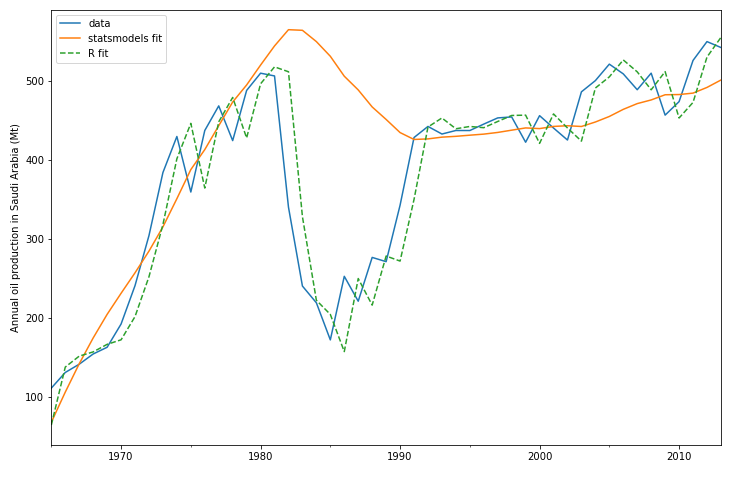 data
statsmodels fit
R fit
Annual oil production in Saudi Arabia (Mt)
500
400
300
200
100
1970
1980
1990
2000
2010